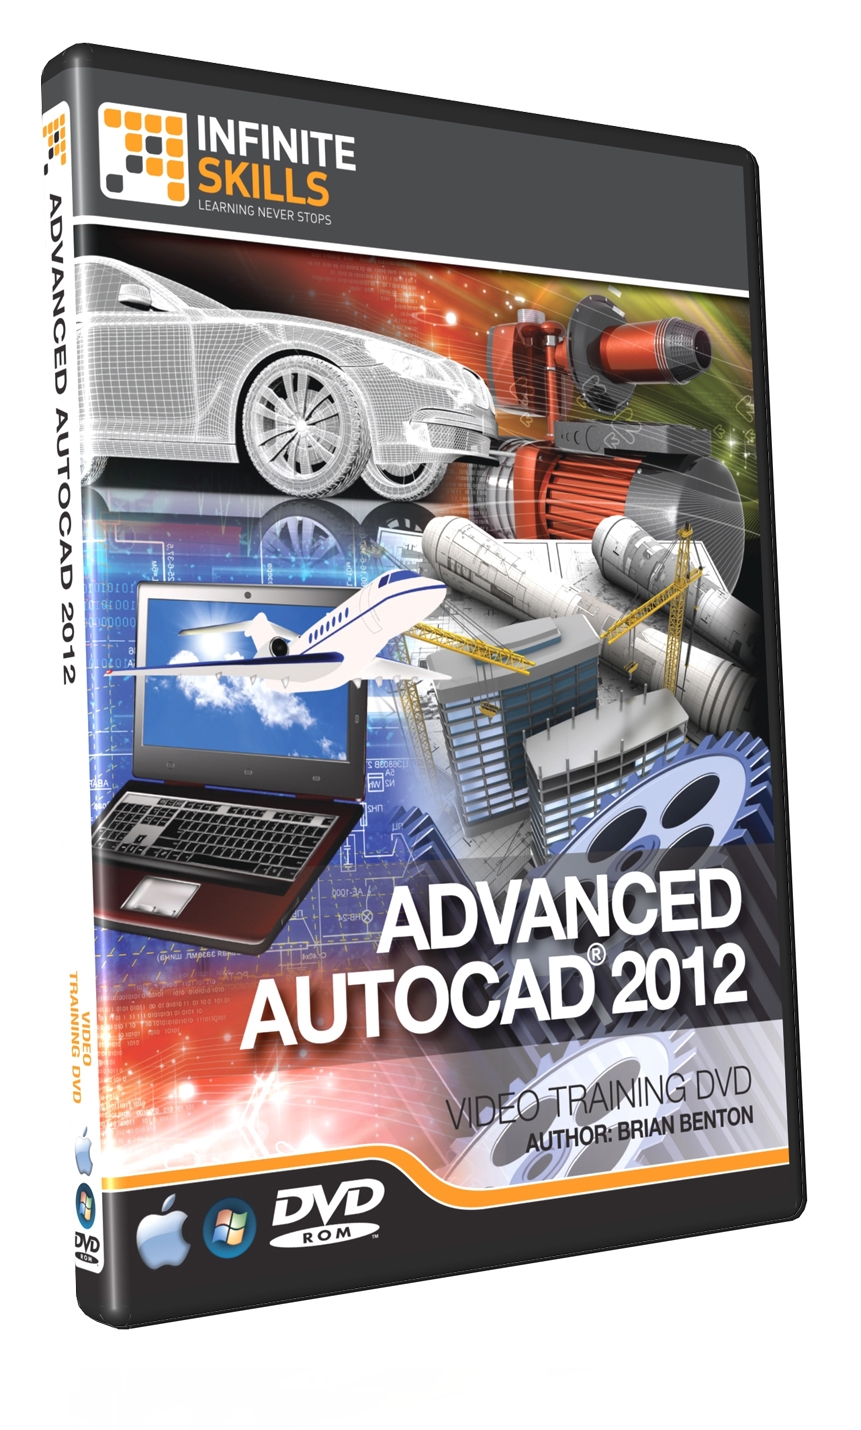 INFINITE
SKILLS
LEARNING NEVER STOPS
ADVANCED
AUTOCAD® 2012
VIDEO TRAINING DVD
AUTHOR: BRIAN BENTON
DVD
ROM™
ADVANCED AUTOCAD 2012
VIDEO
TRAINING DVD
DVD
ROM